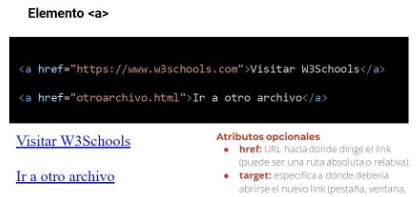 Elemento <a>
<a href="https://www.w3schools.com">Visitar W3Schools</a>
<a href="otroarchivo.html">Ir a otro archivo</a>
Visitar W3Schools
Ir a otro archivo
Atributos opcionales
● href: URL hacia donde dirige el link
(puede ser una ruta absoluta o relativa).
● target: especifica a dónde debería
abrirse el nuevo link (pestaña, ventana,